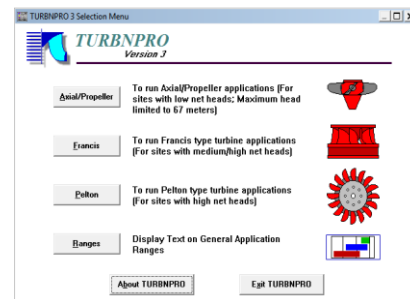 TURBNPRO 3 Selection Menu
TURBNPRO
Version 3
Axial/Propeller
To run Axial/Propeller applications (For
sites with low net heads; Maximum head
limited to 67 meters)
Francis
To run Francis type turbine applications
(For sites with medium/high net heads)
Pelton
To run Pelton type turbine applications
(For sites with high net heads)
Ranges
Display Text on General Application
Ranges
About TURBNPRO
Exit TURBNPRO